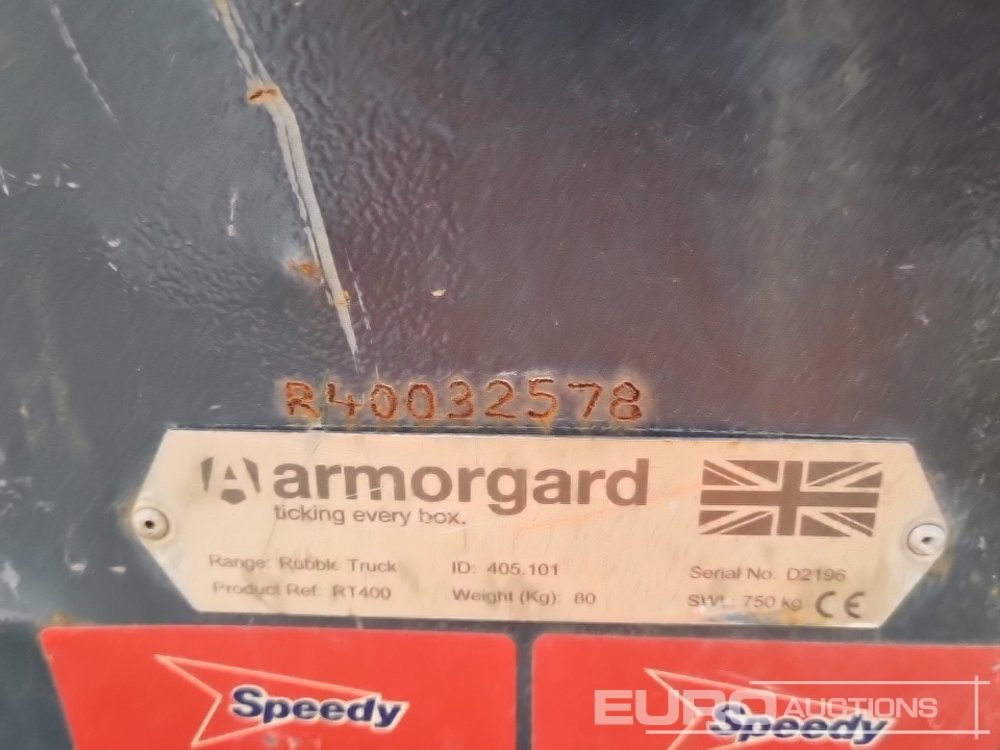 R40032578
armorgard
ticking every box.
Range: Rubble Truck ID: 405.101 Serial No. D2196
Product Ref: RT400 Weight (Kg): 80 SWL: 750 kg CE
Speedy Speedy
EURO AUCTIONS